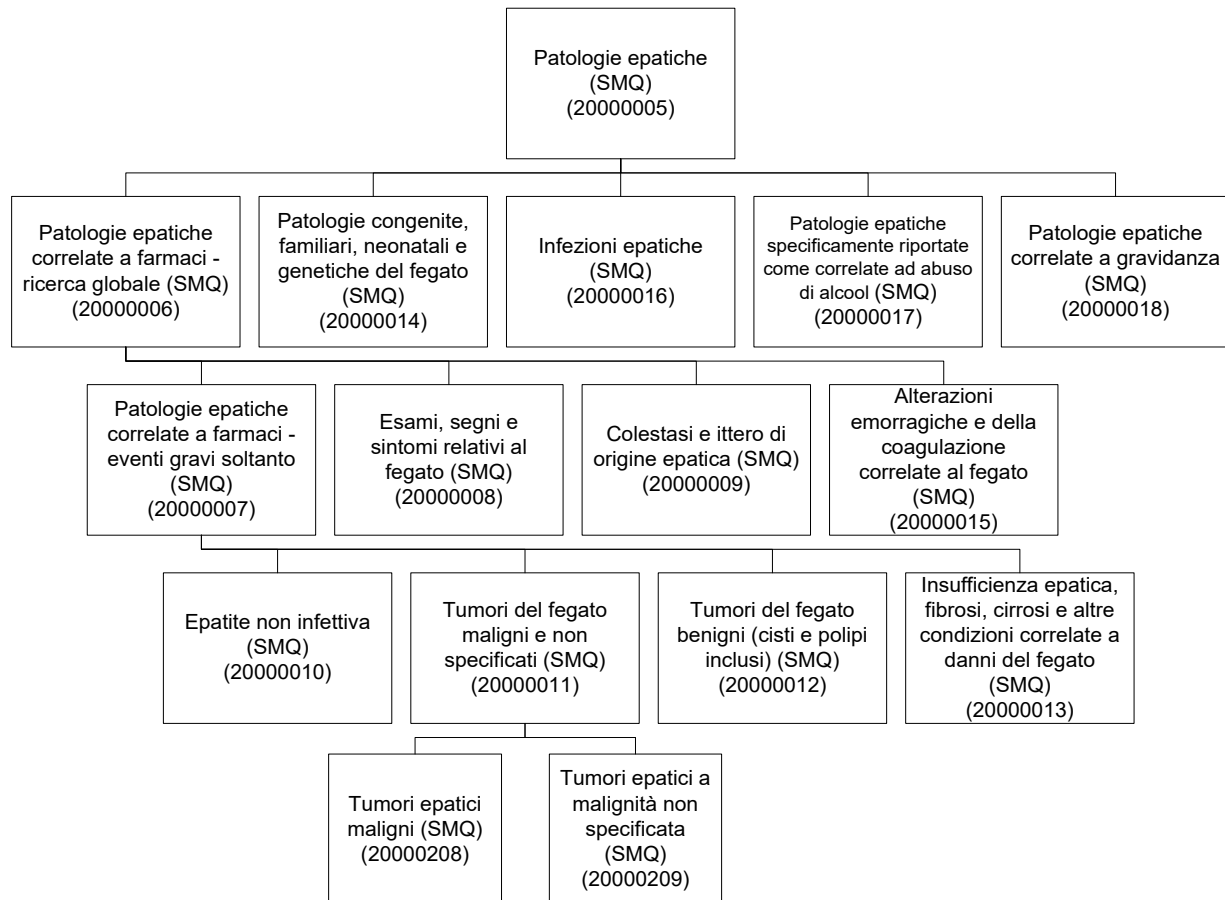 Patologie epatiche
(SMQ)
(20000005)
Patologie epatiche
correlate a farmaci -
ricerca globale (SMQ)
(20000006)
Patologie congenite,
familiari, neonatali e
genetiche del fegato
(SMQ)
(20000014)
Infezioni epatiche
(SMQ)
(20000016)
Patologie epatiche
specificamente riportate
come correlate ad abuso
di alcool (SMQ)
(20000017)
Patologie epatiche
correlate a gravidanza
(SMQ)
(20000018)
Patologie epatiche
correlate a farmaci -
eventi gravi soltanto
(SMQ)
(20000007)
Esami, segni e
sintomi relativi al
fegato (SMQ)
(20000008)
Colestasi e ittero di
origine epatica (SMQ)
(20000009)
Alterazioni
emorragiche e della
coagulazione
correlate al fegato
(SMQ)
(20000015)
Epatite non infettiva
(SMQ)
(20000010)
Tumori del fegato
maligni e non
specificati (SMQ)
(20000011)
Tumori del fegato
benigni (cisti e polipi
inclusi) (SMQ)
(20000012)
Insufficienza epatica,
fibrosi, cirrosi e altre
condizioni correlate a
danni del fegato
(SMQ)
(20000013)
Tumori epatici
maligni (SMQ)
(20000208)
Tumori epatici a
malignità non
specificata
(SMQ)
(20000209)